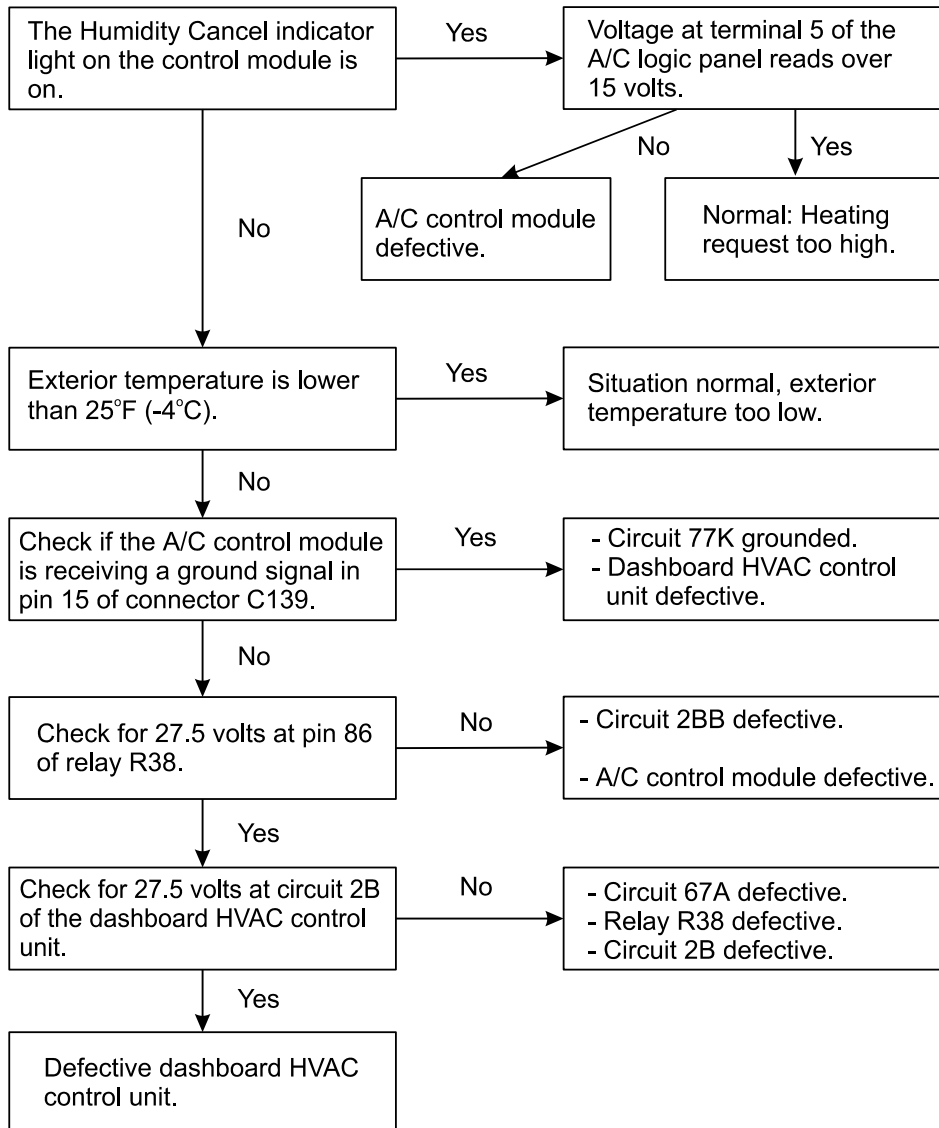 The Humidity Cancel indicator
light on the control module is
on.
Yes
Voltage at terminal 5 of the
A/C logic panel reads over
15 volts.
No
Yes
A/C control module
defective.
Normal: Heating
request too high.
No
Exterior temperature is lower
than 25°F (-4°C).
Yes
Situation normal, exterior
temperature too low.
No
Check if the A/C control module
is receiving a ground signal in
pin 15 of connector C139.
Yes
- Circuit 77K grounded.
- Dashboard HVAC control
unit defective.
No
Check for 27.5 volts at pin 86
of relay R38.
No
- Circuit 2BB defective.
- A/C control module defective.
Yes
Check for 27.5 volts at circuit 2B
of the dashboard HVAC control
unit.
No
- Circuit 67A defective.
- Relay R38 defective.
- Circuit 2B defective.
Yes
Defective dashboard HVAC
control unit.